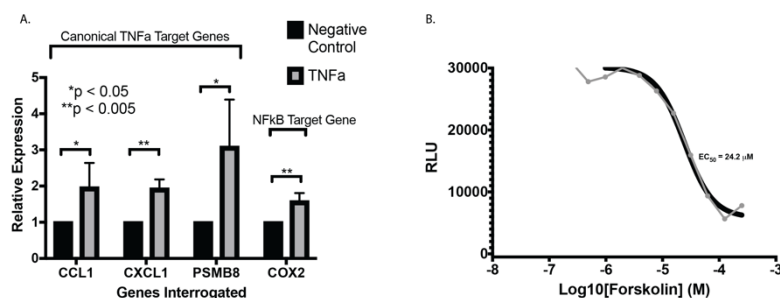 A.
Canonical TNFa Target Genes
Negative
Control
TNFa
*p < 0.05
**p < 0.005
NFkB Target Gene
Relative Expression
5
4
3
2
1
0
*
**
*
**
CCL1 CXCL1 PSMB8 COX2
Genes Interrogated
B.
RLU
30000
20000
10000
0
EC50 = 24.2 µM
-8 -7 -6 -5 -4 -3
Log10[Forskolin] (M)